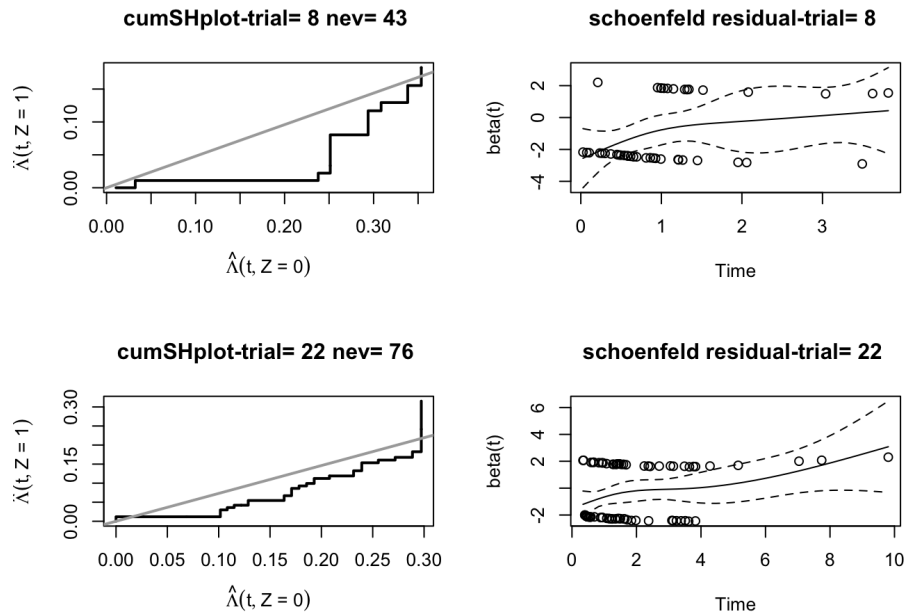 cumSHplot-trial= 8 nev= 43
Λ̂(t, Z = 1)
0.00
0.10
0.00
0.10
0.20
0.30
Λ̂(t, Z = 0)
schoenfeld residual-trial= 8
beta(t)
2
0
-2
-4
0
1
2
3
Time
cumSHplot-trial= 22 nev= 76
Λ̂(t, Z = 1)
0.30
0.15
0.00
0.00
0.05
0.10
0.15
0.20
0.25
0.30
Λ̂(t, Z = 0)
schoenfeld residual-trial= 22
beta(t)
6
4
2
-2
0
2
4
6
8
10
Time